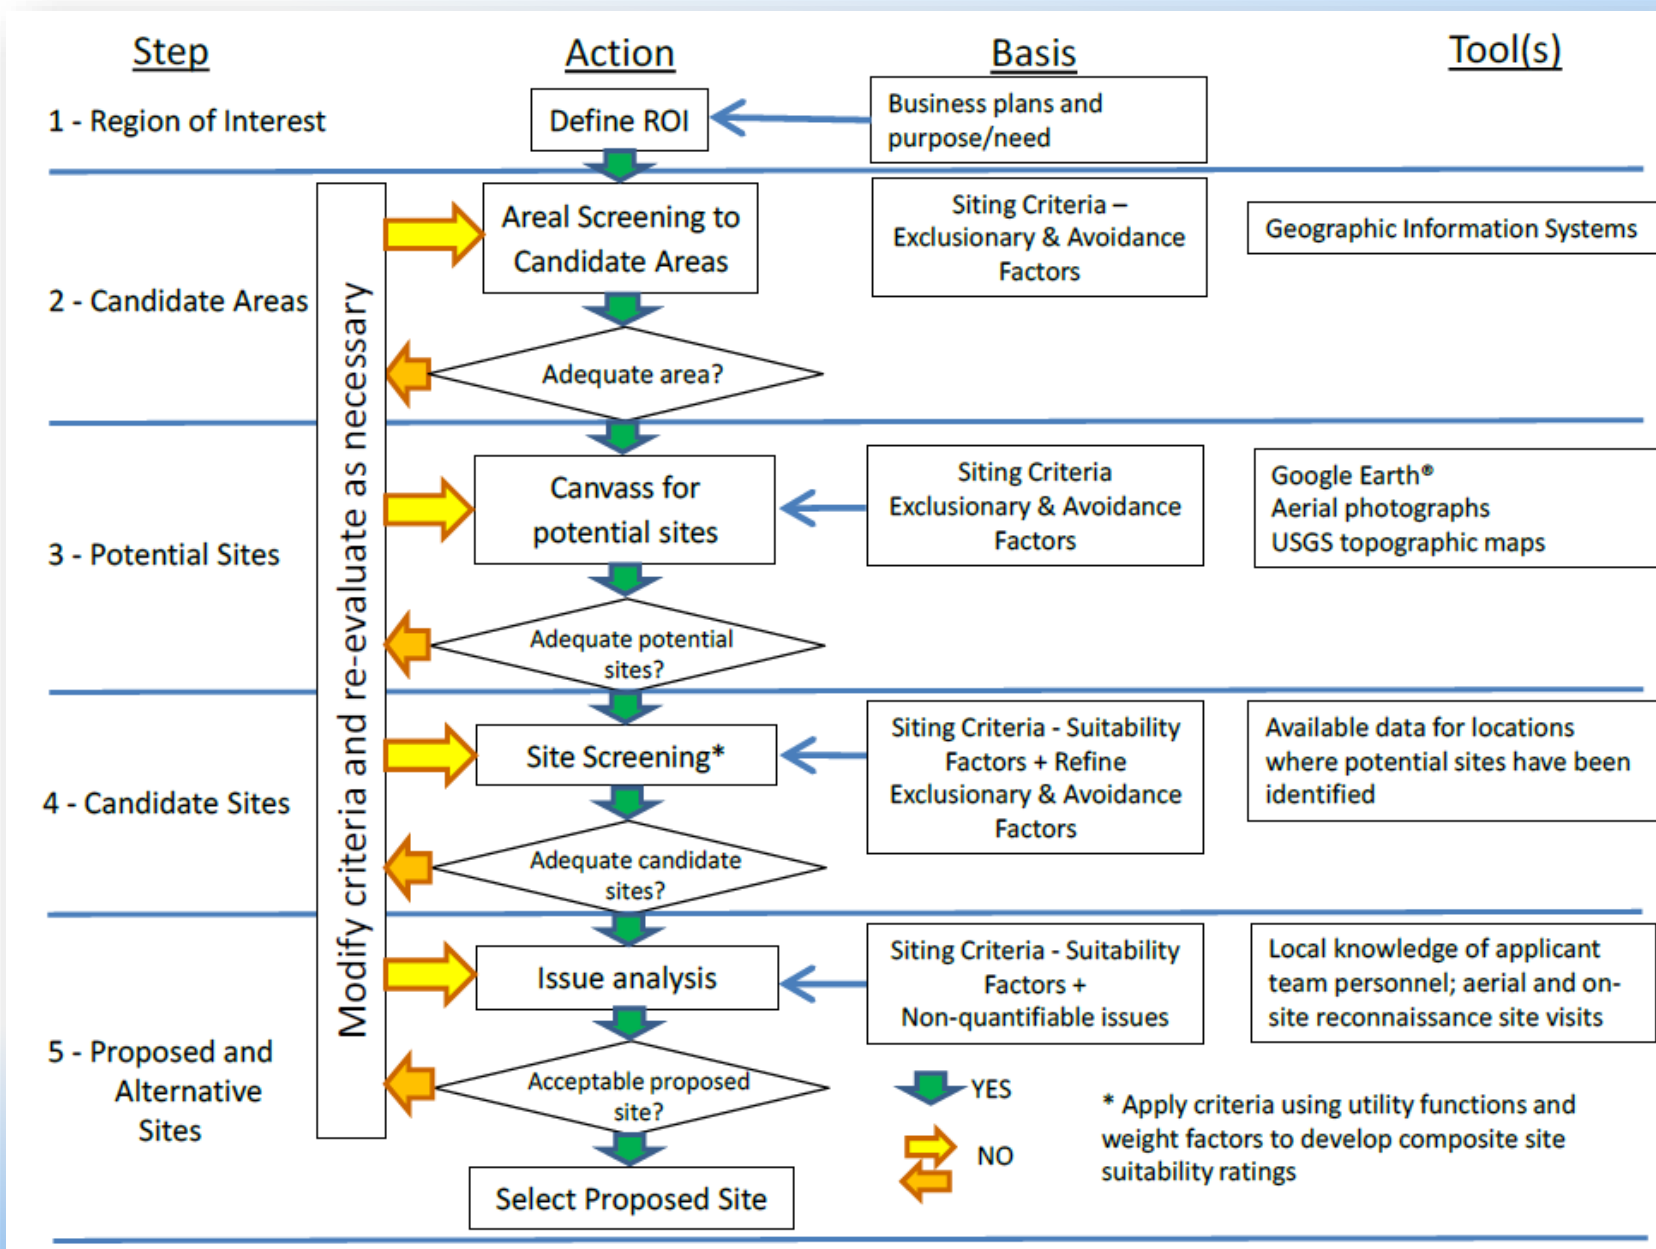 Step
Action
Basis
Tool(s)
1 - Region of Interest
Define ROI
Business plans and
purpose/need
2 - Candidate Areas
Areal Screening to
Candidate Areas
Siting Criteria –
Exclusionary & Avoidance
Factors
Geographic Information Systems
Adequate area?
Modify criteria and re-evaluate as necessary
3 - Potential Sites
Canvass for
potential sites
Siting Criteria
Exclusionary & Avoidance
Factors
Google Earth®
Aerial photographs
USGS topographic maps
Adequate potential
sites?
4 - Candidate Sites
Site Screening*
Siting Criteria - Suitability
Factors + Refine
Exclusionary & Avoidance
Factors
Available data for locations
where potential sites have been
identified
Adequate candidate
sites?
5 - Proposed and
Alternative
Sites
Issue analysis
Siting Criteria - Suitability
Factors +
Non-quantifiable issues
Local knowledge of applicant
team personnel; aerial and on-
site reconnaissance site visits
Acceptable proposed
site?
Select Proposed Site
YES
NO
* Apply criteria using utility functions and
weight factors to develop composite site
suitability ratings